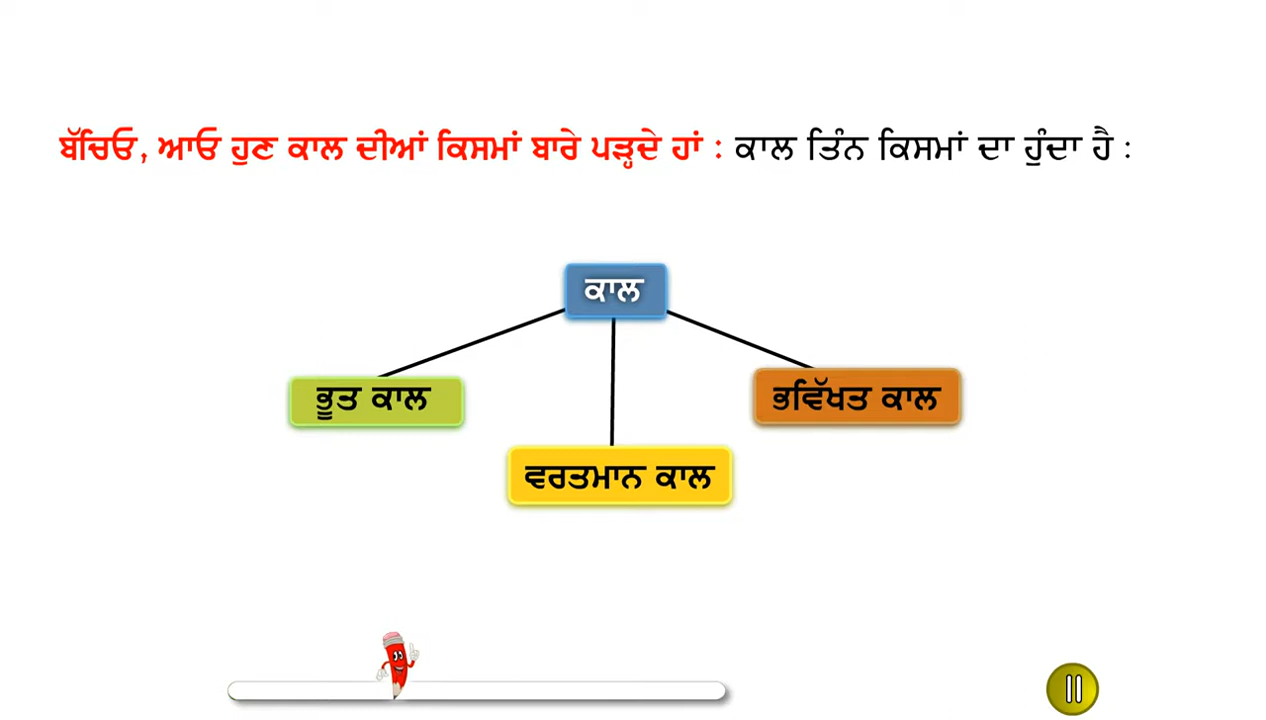 ਬੱਚਿਓ, ਆਓ ਹੁਣ ਕਾਲ ਦੀਆਂ ਕਿਸਮਾਂ ਬਾਰੇ ਪੜ੍ਹਦੇ ਹਾਂ : ਕਾਲ ਤਿੰਨ ਕਿਸਮਾਂ ਦਾ ਹੁੰਦਾ ਹੈ :
ਕਾਲ
ਭੂਤ ਕਾਲ
ਵਰਤਮਾਨ ਕਾਲ
ਭਵਿੱਖਤ ਕਾਲ